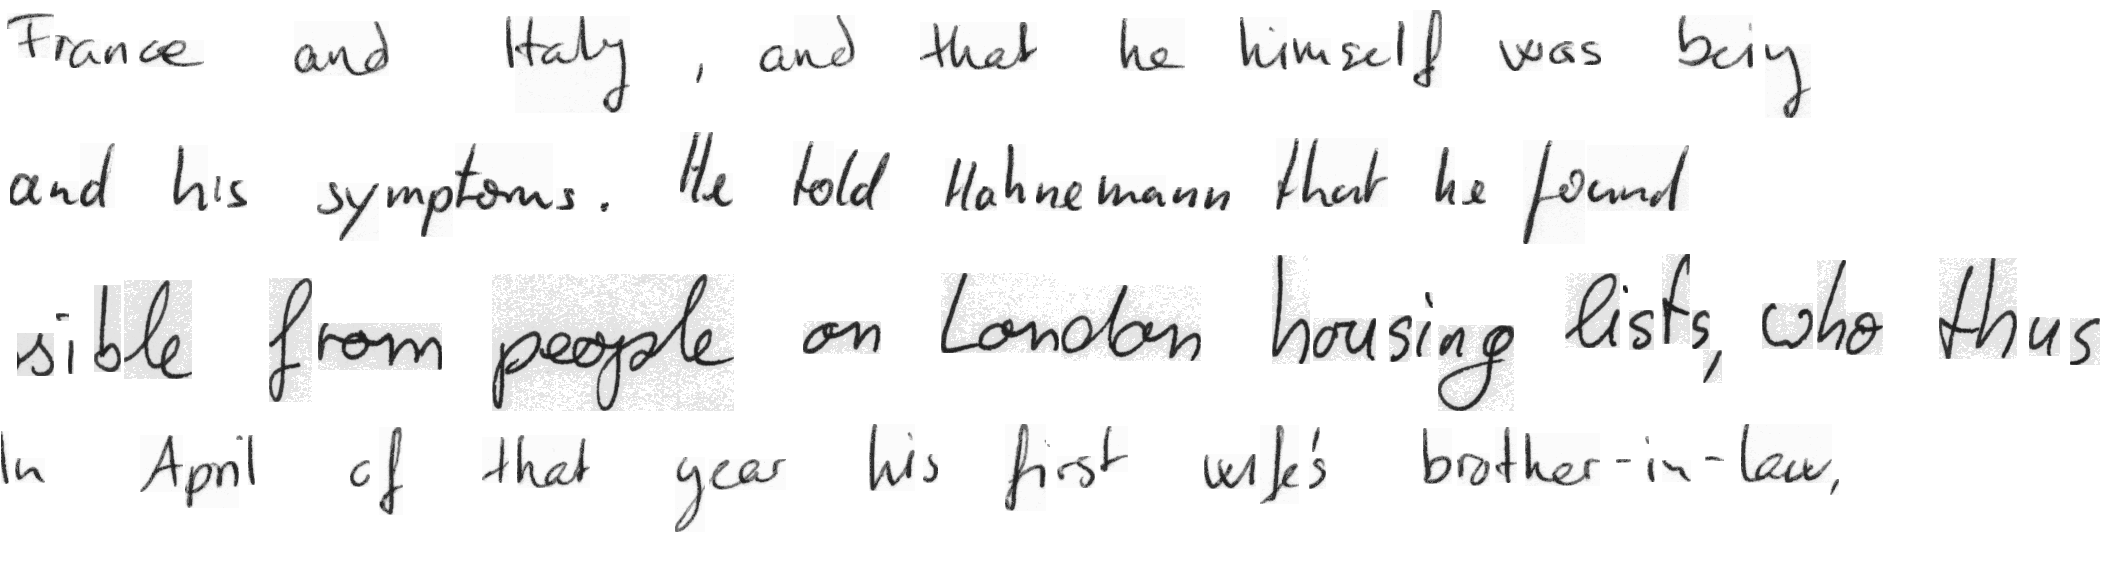 France and Italy, and that he himself was being
and his symptoms. He told Hahnemann that he found
sible from people on London housing lists, who thus
In April of that year his first wife's brother-in-law,